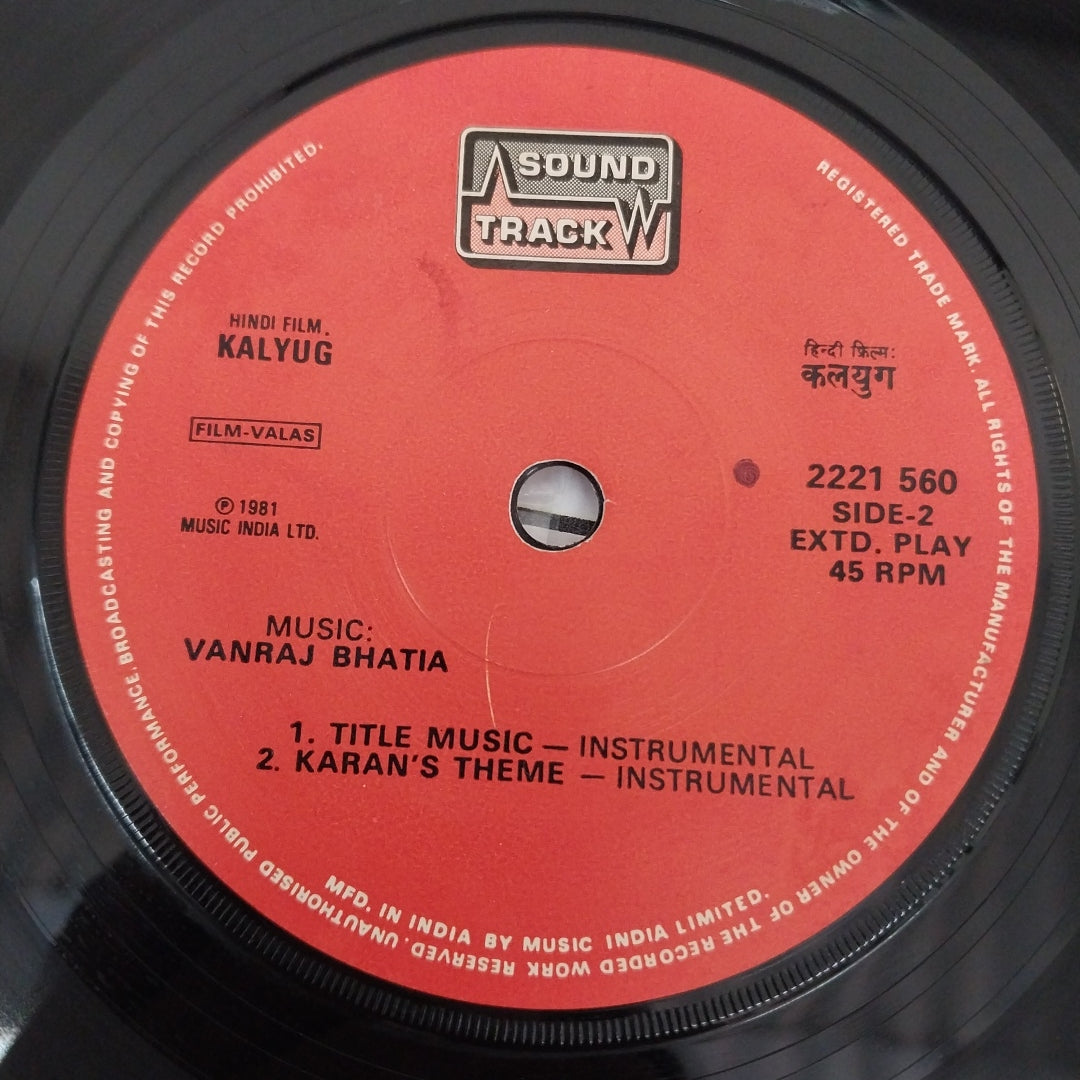 SOUND
TRACK
HINDI FILM.
KALYUG
हिन्दी फ़िल्म:
कलयुग
FILM-VALAS
℗ 1981
MUSIC INDIA LTD.
2221 560
SIDE-2
EXTD. PLAY
45 RPM
MUSIC:
VANRAJ BHATIA
1. TITLE MUSIC — INSTRUMENTAL
2. KARAN'S THEME — INSTRUMENTAL
MFD. IN INDIA BY MUSIC INDIA LIMITED.
REGISTERED TRADE MARK. ALL RIGHTS OF THE MANUFACTURER AND OF THE OWNER OF THE RECORDED WORK RESERVED. UNAUTHORISED PUBLIC PERFORMANCE, BROADCASTING AND COPYING OF THIS RECORD PROHIBITED.